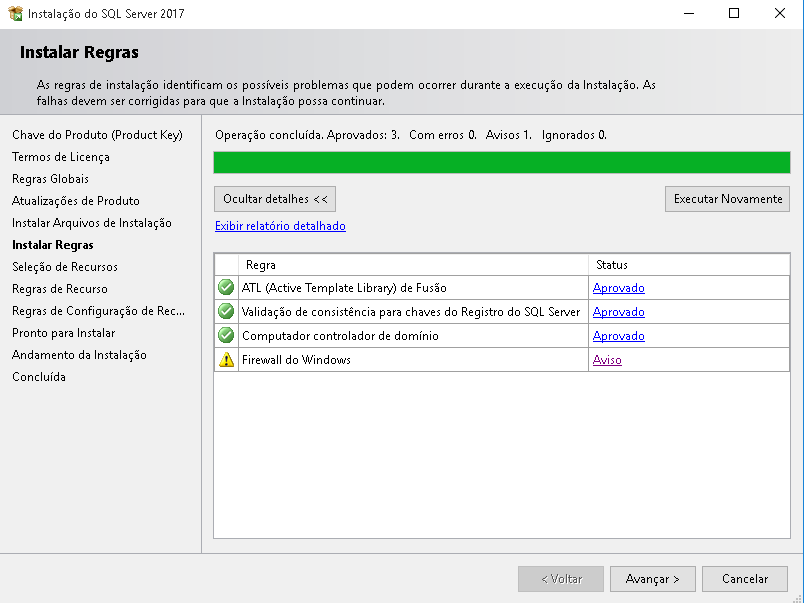 Instalação do SQL Server 2017
Instalar Regras
As regras de instalação identificam os possíveis problemas que podem ocorrer durante a execução da Instalação. As
falhas devem ser corrigidas para que a Instalação possa continuar.
Chave do Produto (Product Key)
Termos de Licença
Regras Globais
Atualizações de Produto
Instalar Arquivos de Instalação
Instalar Regras
Seleção de Recursos
Regras de Recurso
Regras de Configuração de Rec...
Pronto para Instalar
Andamento da Instalação
Concluída
Operação concluída. Aprovados: 3. Com erros 0. Avisos 1. Ignorados 0.
Ocultar detalhes << Executar Novamente
Exibir relatório detalhado
Regra Status
ATL (Active Template Library) de Fusão Aprovado
Validação de consistência para chaves do Registro do SQL Server Aprovado
Computador controlador de domínio Aprovado
Firewall do Windows Aviso
< Voltar Avançar > Cancelar